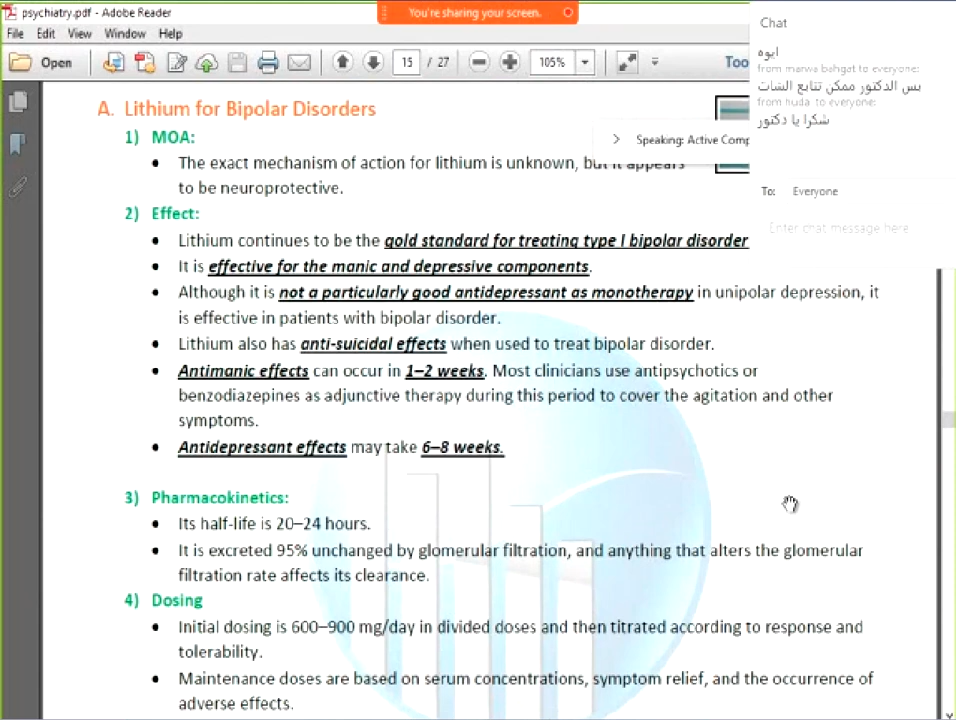 psychiatry.pdf - Adobe Reader
You're sharing your screen.
File Edit View Window Help
Open 15 / 27 105% Too
A. Lithium for Bipolar Disorders
1) MOA:
• The exact mechanism of action for lithium is unknown, but it appears
to be neuroprotective.
2) Effect:
• Lithium continues to be the gold standard for treating type I bipolar disorder
• It is effective for the manic and depressive components.
• Although it is not a particularly good antidepressant as monotherapy in unipolar depression, it
is effective in patients with bipolar disorder.
• Lithium also has anti-suicidal effects when used to treat bipolar disorder.
• Antimanic effects can occur in 1–2 weeks. Most clinicians use antipsychotics or
benzodiazepines as adjunctive therapy during this period to cover the agitation and other
symptoms.
• Antidepressant effects may take 6–8 weeks.
3) Pharmacokinetics:
• Its half-life is 20–24 hours.
• It is excreted 95% unchanged by glomerular filtration, and anything that alters the glomerular
filtration rate affects its clearance.
4) Dosing
• Initial dosing is 600–900 mg/day in divided doses and then titrated according to response and
tolerability.
• Maintenance doses are based on serum concentrations, symptom relief, and the occurrence of
adverse effects.
Speaking: Active Comp
Chat
ايوه
from marwa bahgat to everyone:
بس الدكتور ممكن تتابع الشات
from huda to everyone:
شكرا يا دكتور
To: Everyone
Enter chat message here